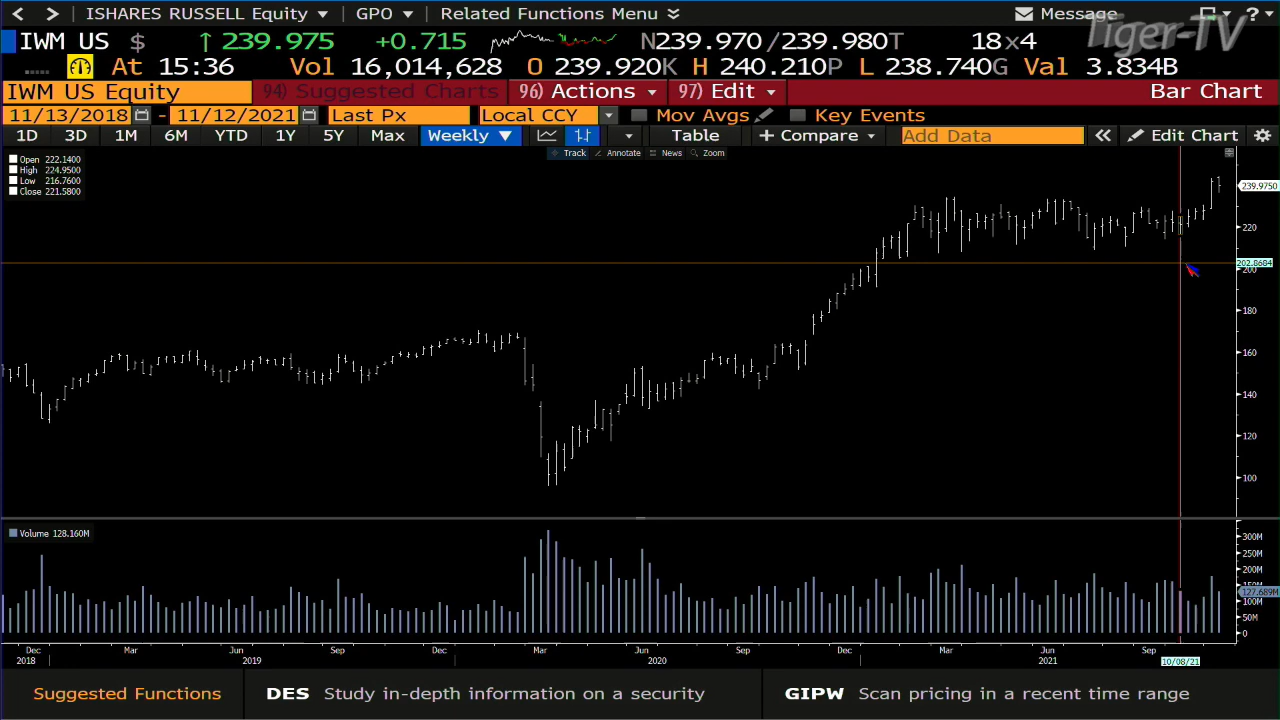 ISHARES RUSSELL Equity GPO Related Functions Menu Message ?
Tiger-TV
IWM US $ ↑ 239.975 +0.715 N239.970/239.980T 18x4
At 15:36 Vol 16,014,628 O 239.920K H 240.210P L 238.740G Val 3.834B
IWM US Equity 94) Suggested Charts 96) Actions 97) Edit Bar Chart
11/13/2018 - 11/12/2021 Last Px Local CCY Mov Avgs Key Events
1D 3D 1M 6M YTD 1Y 5Y Max Weekly ▼ Table + Compare Add Data « Edit Chart
Track Annotate News Zoom
Open 222.1400
High 224.9500
Low 216.7600
Close 221.5800
239.9750
220
202.8684
200
180
160
140
120
100
Volume 128.160M
300M
250M
200M
150M
127.689M
100M
50M
0
Dec Mar Jun Sep Dec Mar Jun Sep Dec Mar Jun Sep
2018 2019 2020 2021 10/08/21
Suggested Functions DES Study in-depth information on a security GIPW Scan pricing in a recent time range